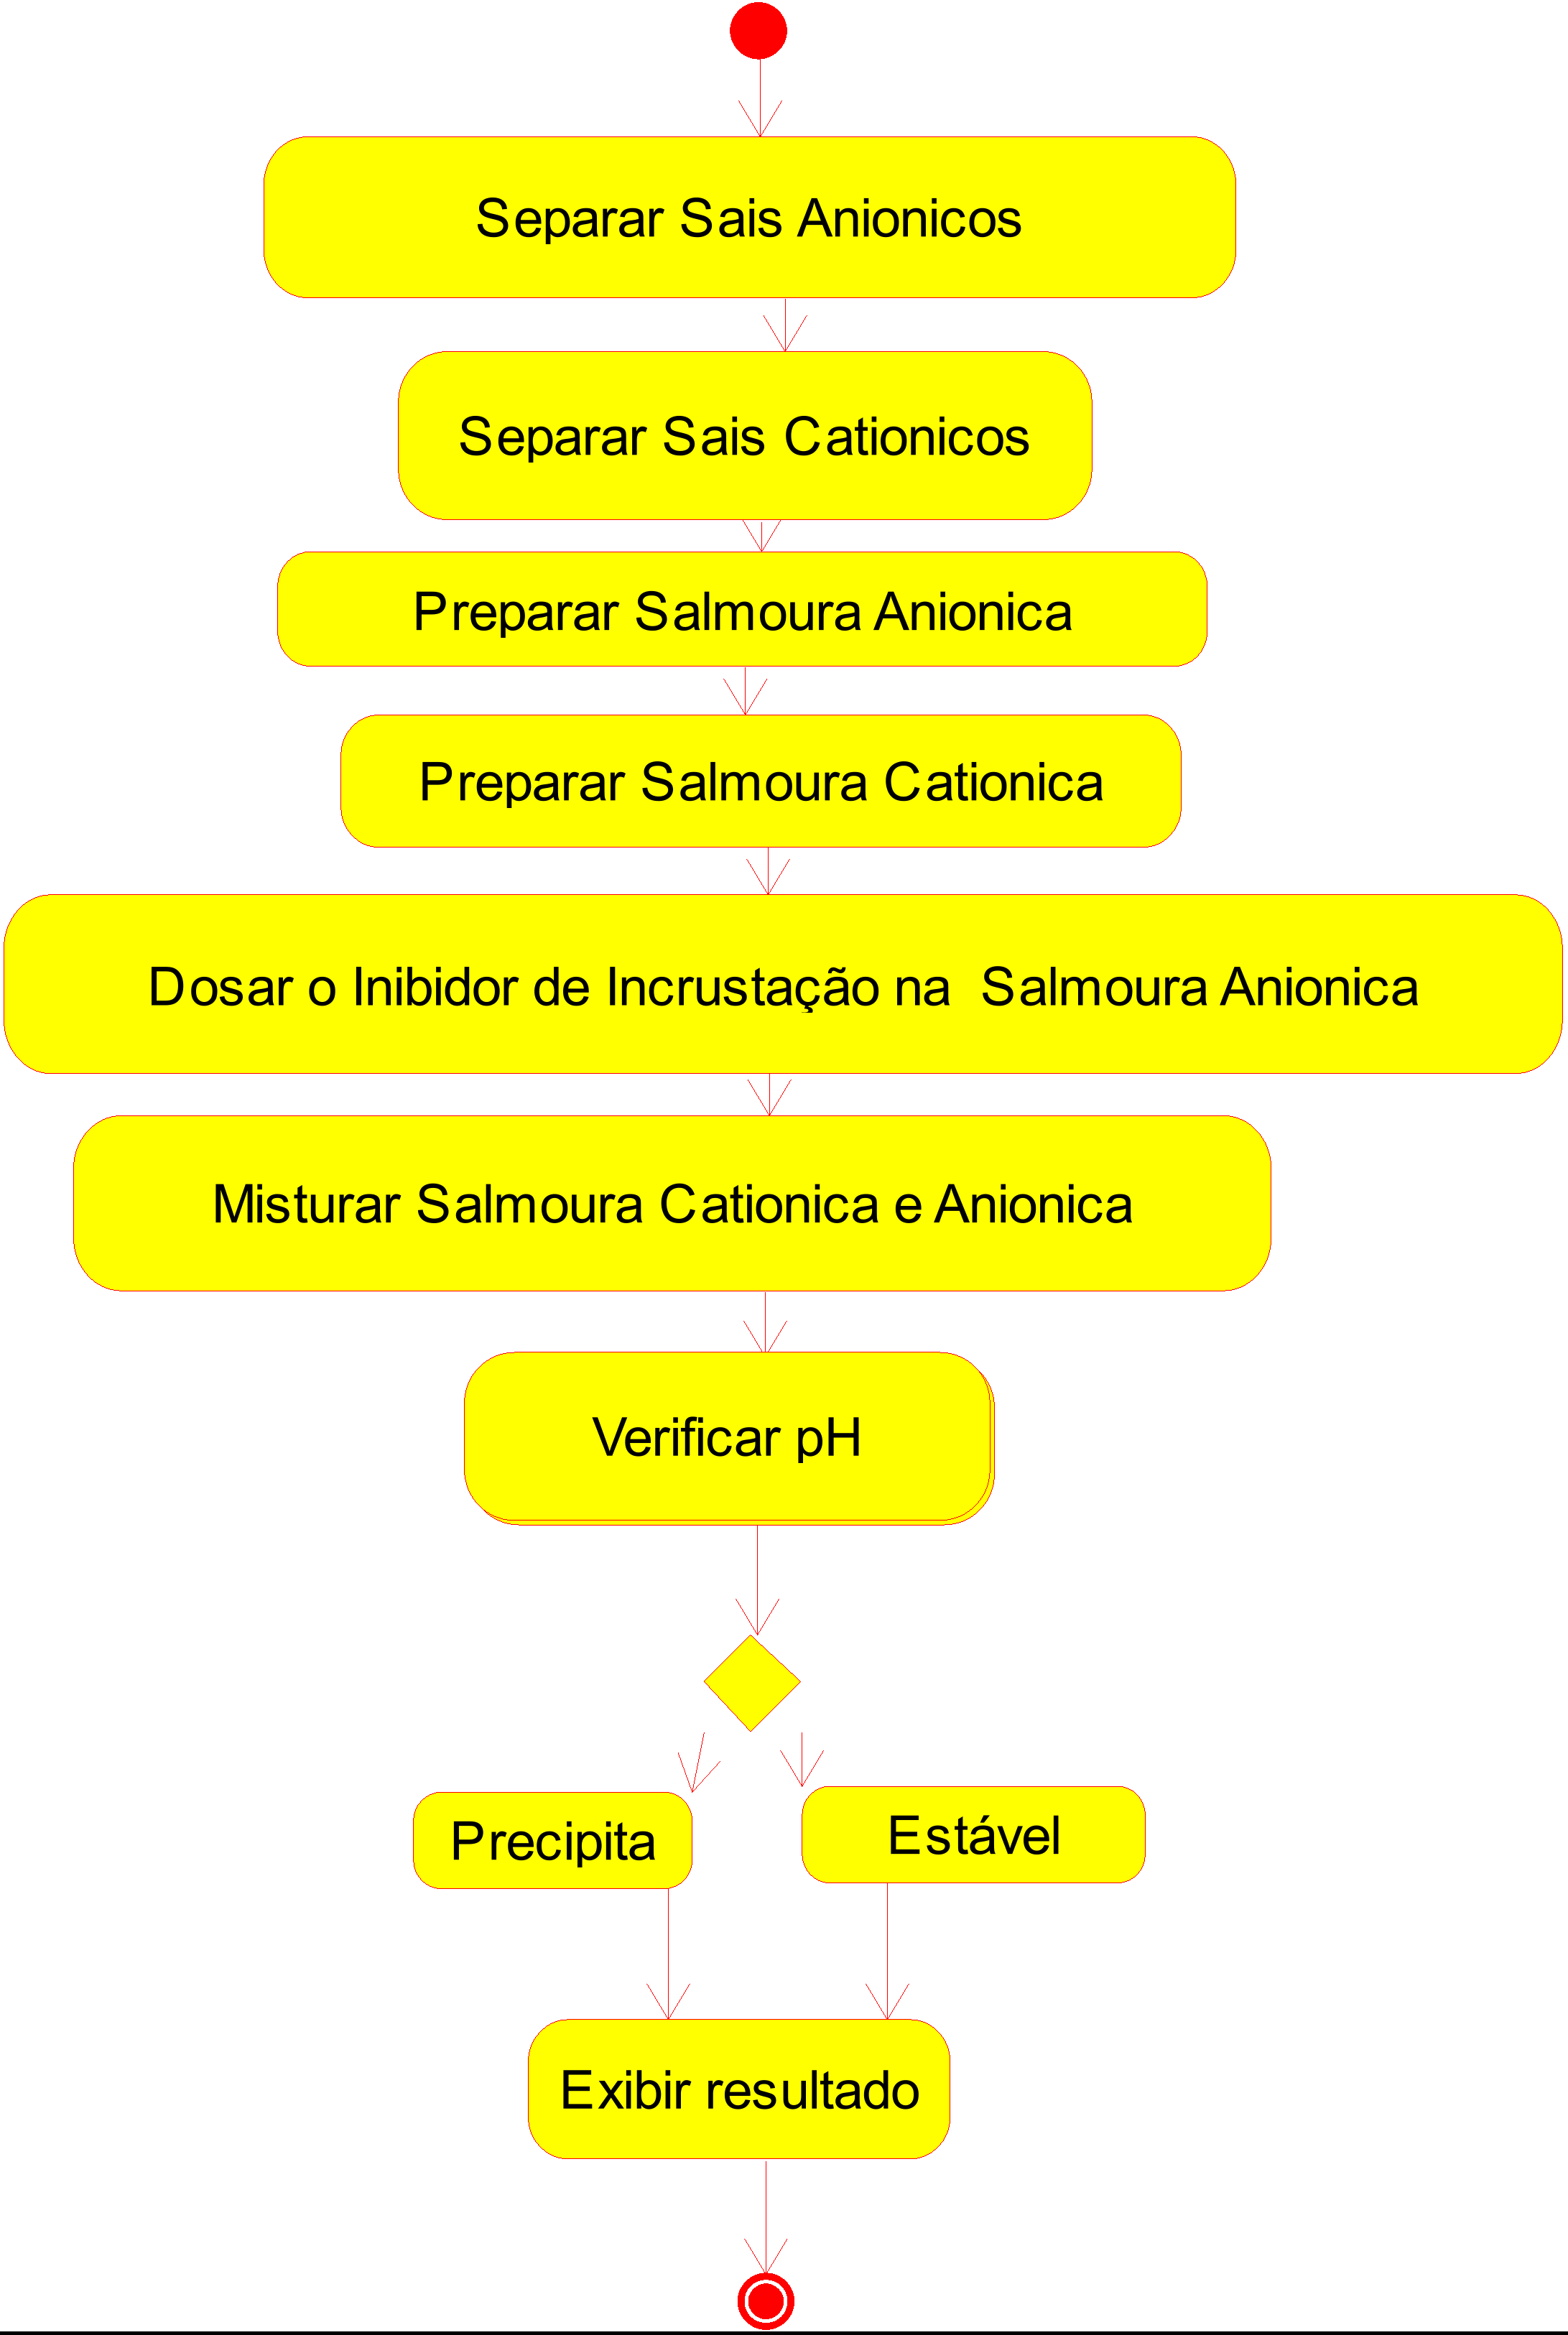 Separar Sais Anionicos
Separar Sais Cationicos
Preparar Salmoura Anionica
Preparar Salmoura Cationica
Dosar o Inibidor de Incrustação na  Salmoura Anionica
Misturar Salmoura Cationica e Anionica
Verificar pH
Precipita
Estável
Exibir resultado